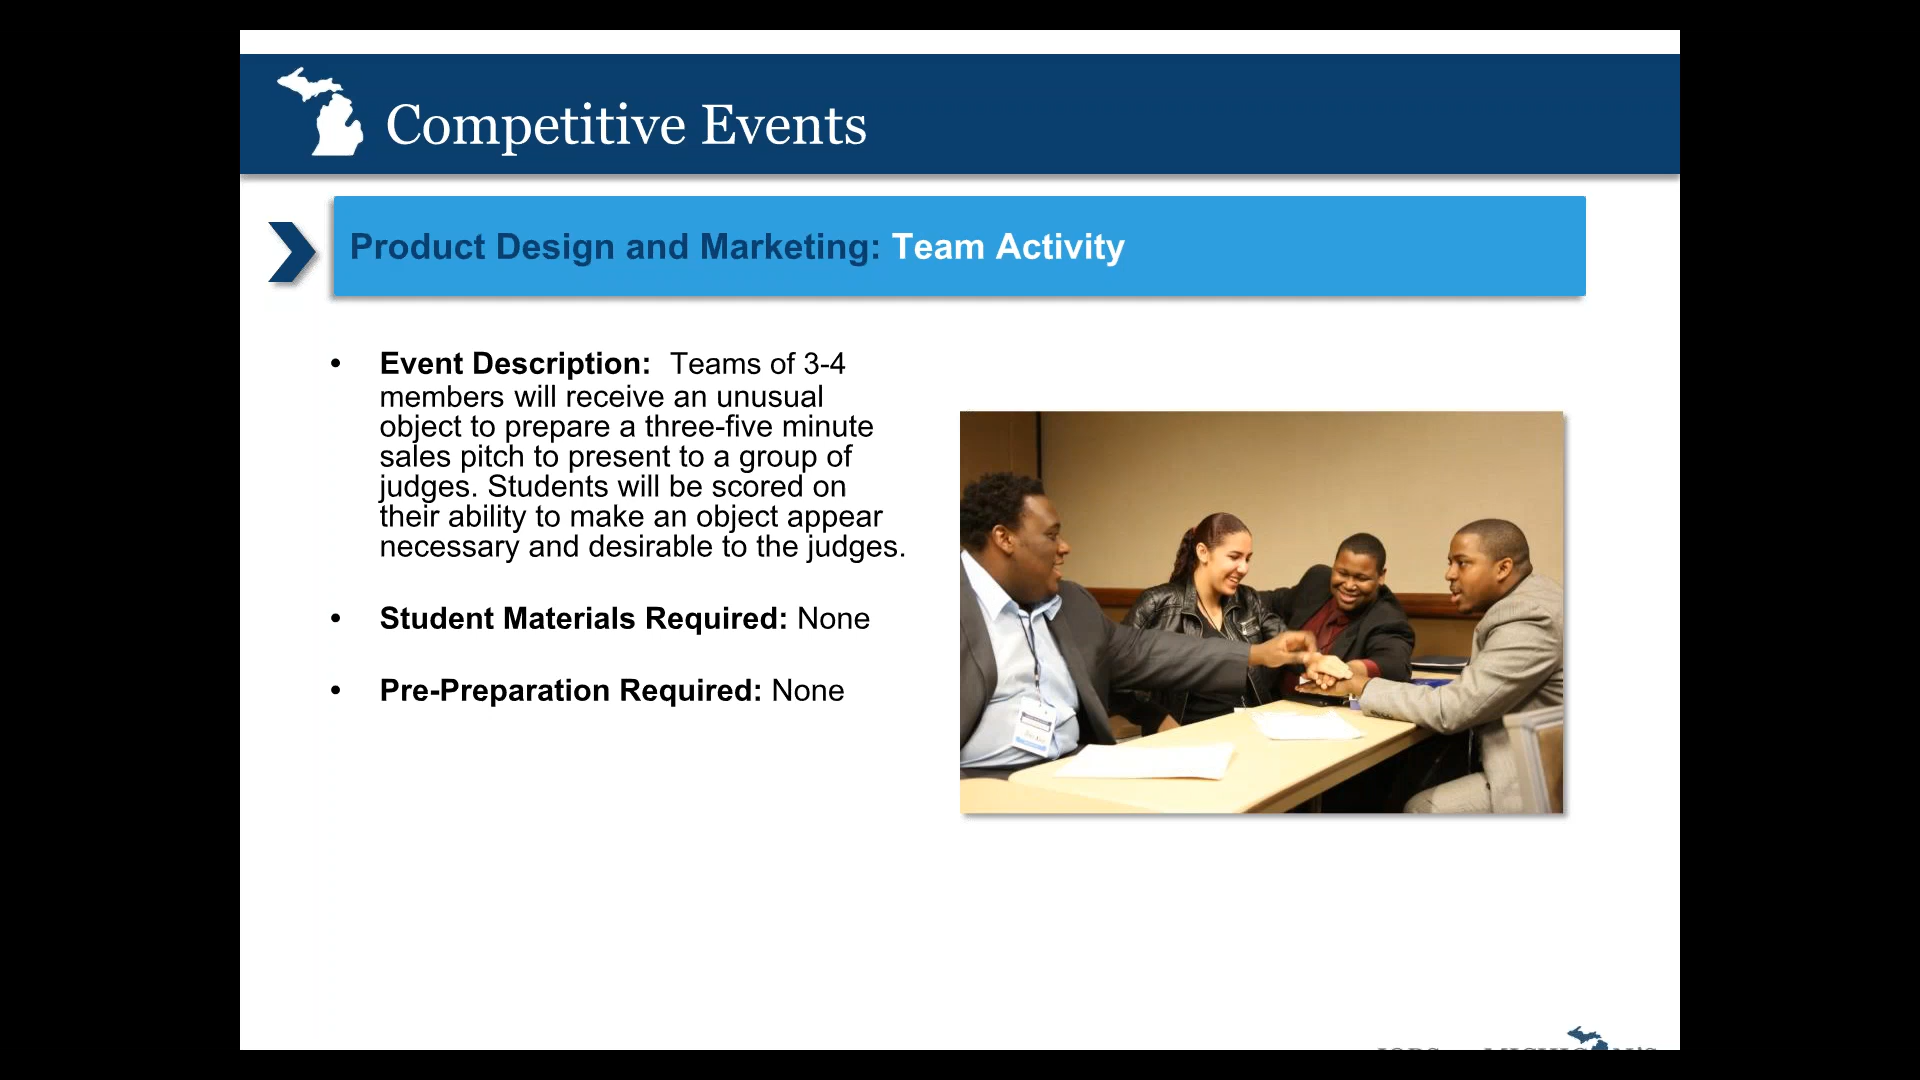 Competitive Events
Product Design and Marketing: Team Activity
• Event Description: Teams of 3-4
members will receive an unusual
object to prepare a three-five minute
sales pitch to present to a group of
judges. Students will be scored on
their ability to make an object appear
necessary and desirable to the judges.
• Student Materials Required: None
• Pre-Preparation Required: None